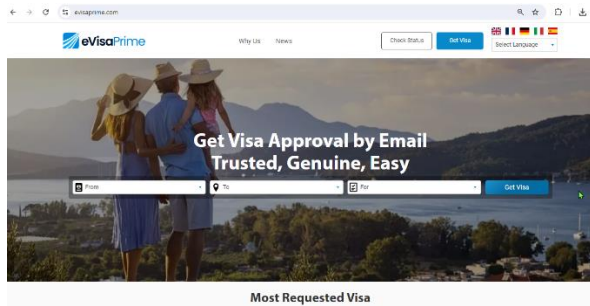 evisaprime.com
eVisaPrime
Why Us
News
Check Status
Get Visa
Select Language
Get Visa Approval by Email
Trusted, Genuine, Easy
From
To
For
Get Visa
Most Requested Visa